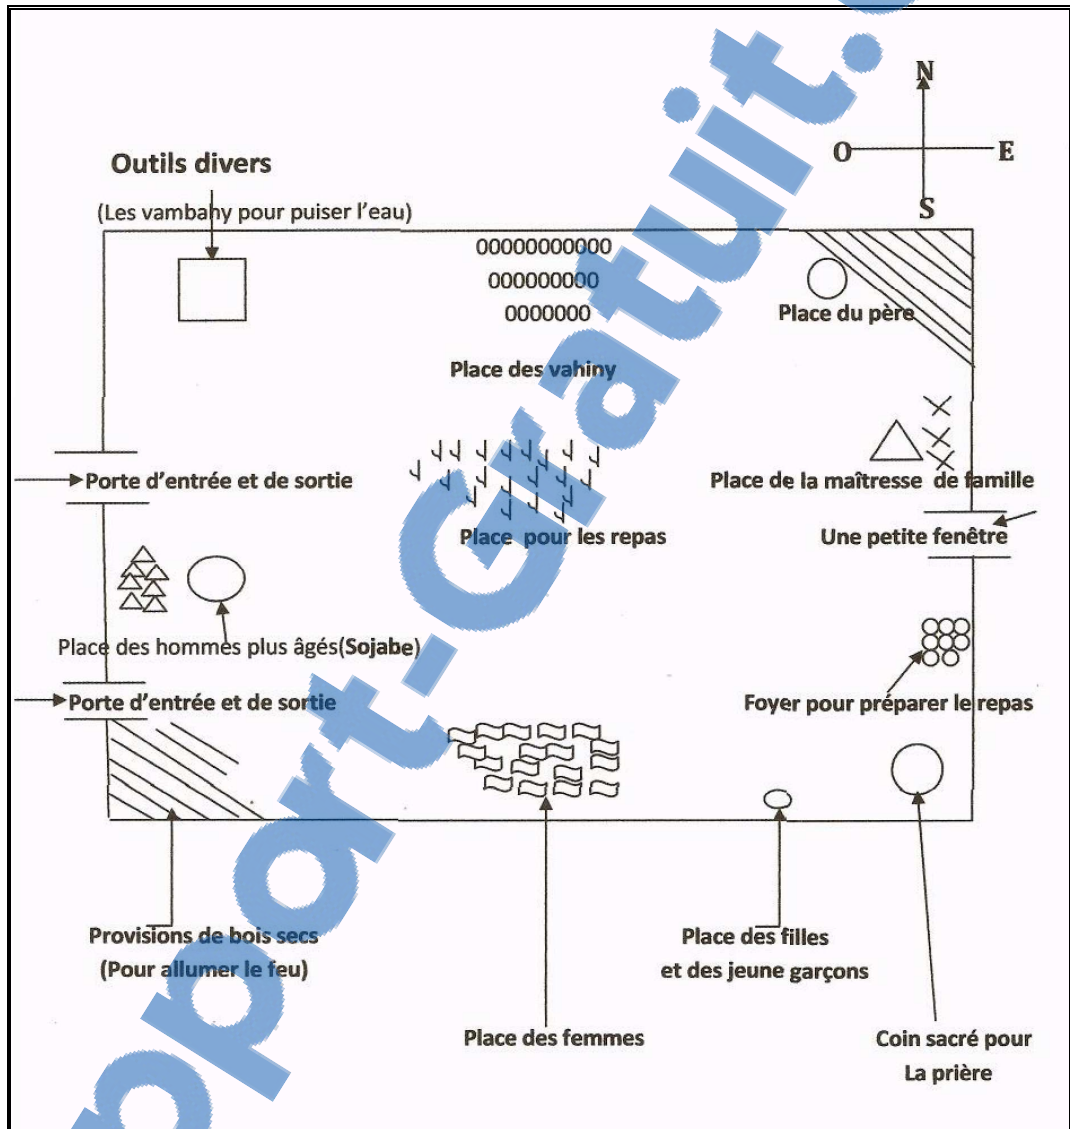 N
O E
S
Outils divers
(Les vambahy pour puiser l'eau)
00000000000
000000000
0000000
Place du père
Place des vahiny
Porte d'entrée et de sortie
Place de la maîtresse de famille
Place pour les repas
Une petite fenêtre
Place des hommes plus âgés(Sojabe)
Porte d'entrée et de sortie
Foyer pour préparer le repas
Provisions de bois secs
(Pour allumer le feu)
Place des filles
et des jeune garçons
Place des femmes
Coin sacré pour
La prière
pport-Gratuit.